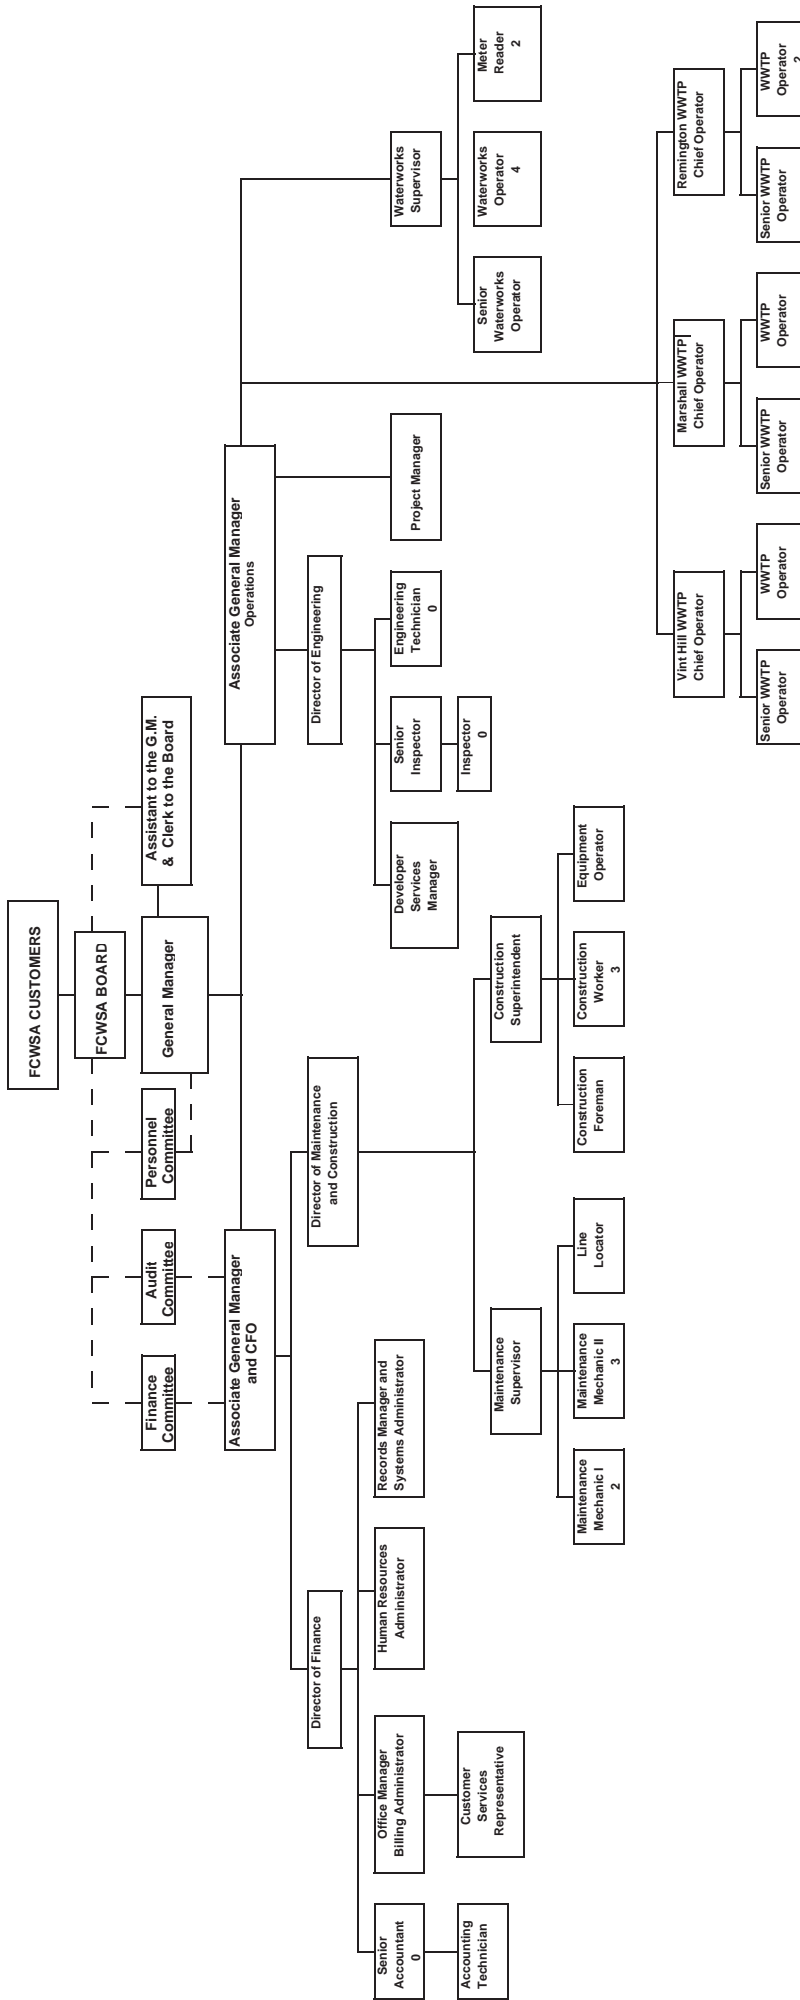 FCWSA CUSTOMERS
FCWSA BOARD
Finance
Committee
Audit
Committee
Personnel
Committee
General Manager
Assistant to the G.M.
& Clerk to the Board
Associate General Manager
and CFO
Associate General Manager
Operations
Director of Finance
Director of Maintenance
and Construction
Director of Engineering
Senior
Accountant
0
Office Manager
Billing Administrator
Human Resources
Administrator
Records Manager and
Systems Administrator
Developer
Services
Manager
Senior
Inspector
Engineering
Technician
0
Project Manager
Waterworks
Supervisor
Accounting
Technician
Customer
Services
Representative
Inspector
0
Senior
Waterworks
Operator
Waterworks
Operator
4
Meter
Reader
2
Maintenance
Supervisor
Construction
Superintendent
Maintenance
Mechanic I
2
Maintenance
Mechanic II
3
Line
Locator
Construction
Foreman
Construction
Worker
3
Equipment
Operator
Vint Hill WWTP
Chief Operator
Marshall WWTP
Chief Operator
Remington WWTP
Chief Operator
Senior WWTP
Operator
WWTP
Operator
Senior WWTP
Operator
WWTP
Operator
Senior WWTP
Operator
WWTP
Operator
2